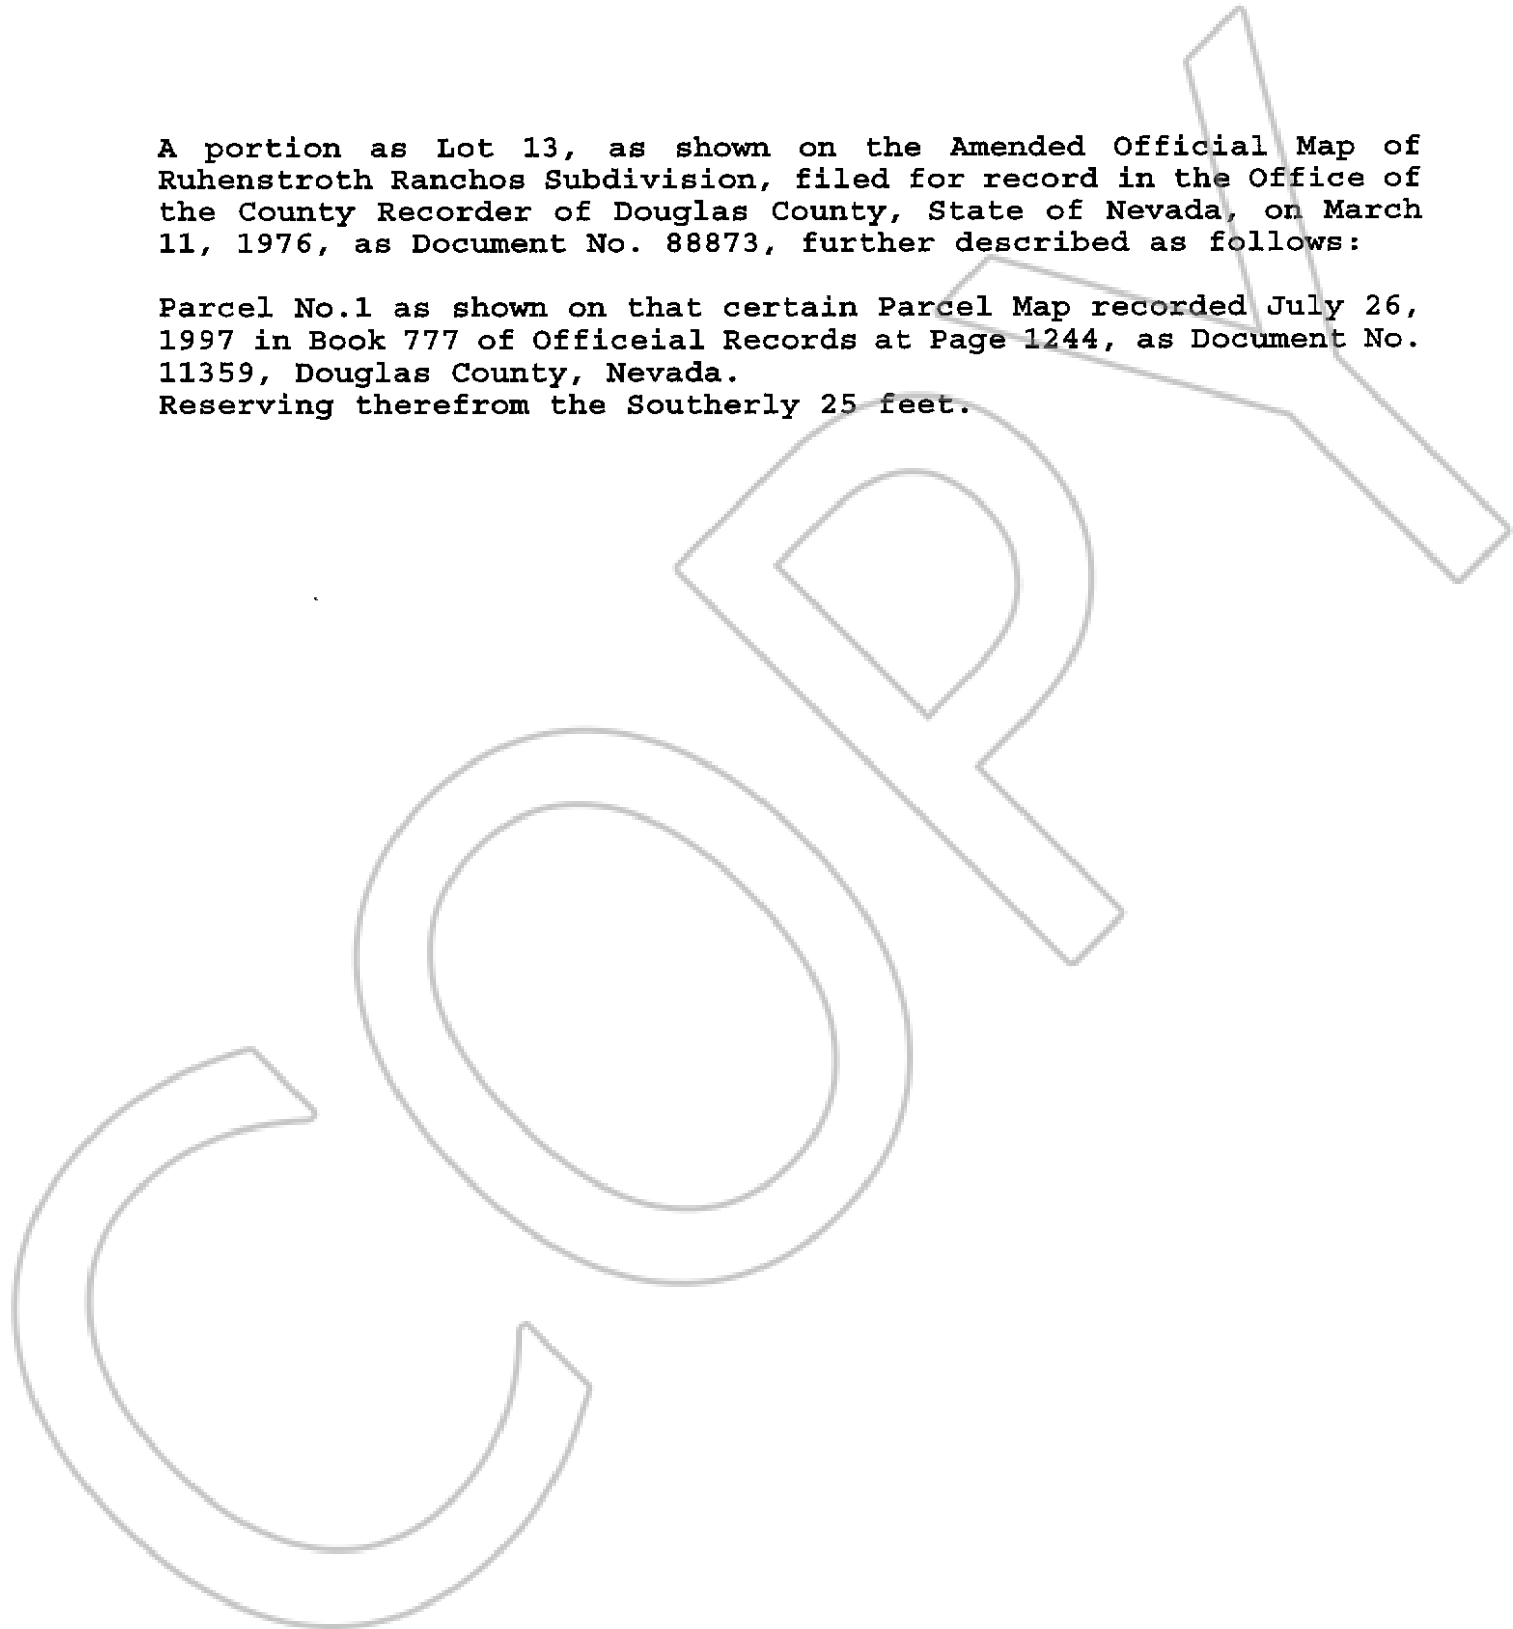 A portion as Lot 13, as shown on the Amended Official Map of
Ruhenstroth Ranchos Subdivision, filed for record in the Office of
the County Recorder of Douglas County, State of Nevada, on March
11, 1976, as Document No. 88873, further described as follows:
Parcel No.1 as shown on that certain Parcel Map recorded July 26,
1997 in Book 777 of Officeial Records at Page 1244, as Document No.
11359, Douglas County, Nevada.
Reserving therefrom the Southerly 25 feet.
COPY